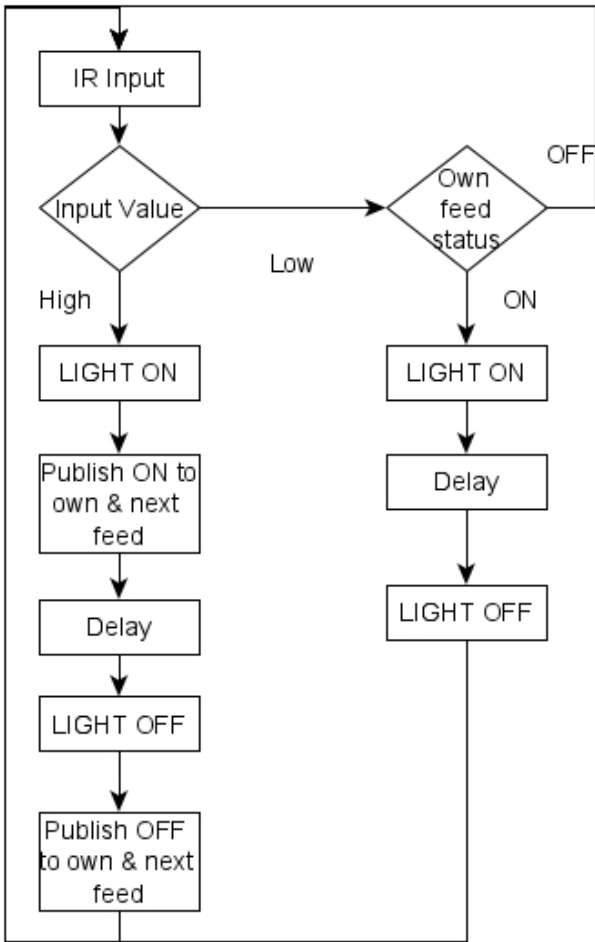 IR Input
Input Value
Own
feed
status
OFF
Low
High
ON
LIGHT ON
LIGHT ON
Publish ON to
own & next
feed
Delay
Delay
LIGHT OFF
LIGHT OFF
Publish OFF
to own & next
feed